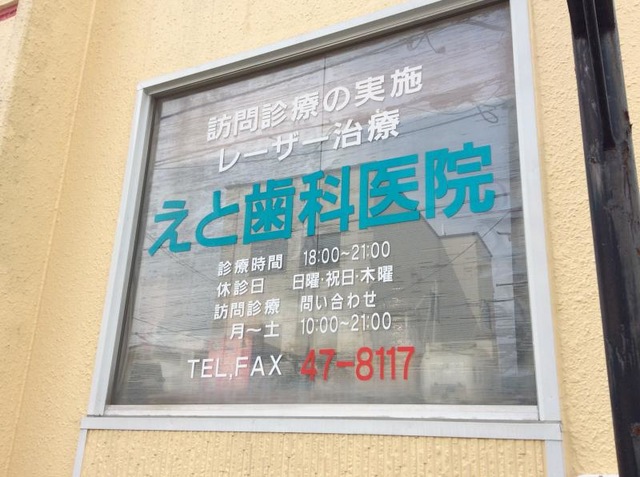 訪問診療の実施
レーザー治療
えと歯科医院
診療時間 18:00~21:00
休診日 日曜・祝日・木曜
訪問診療 問い合わせ
月~土 10:00~21:00
TEL,FAX 47-8117